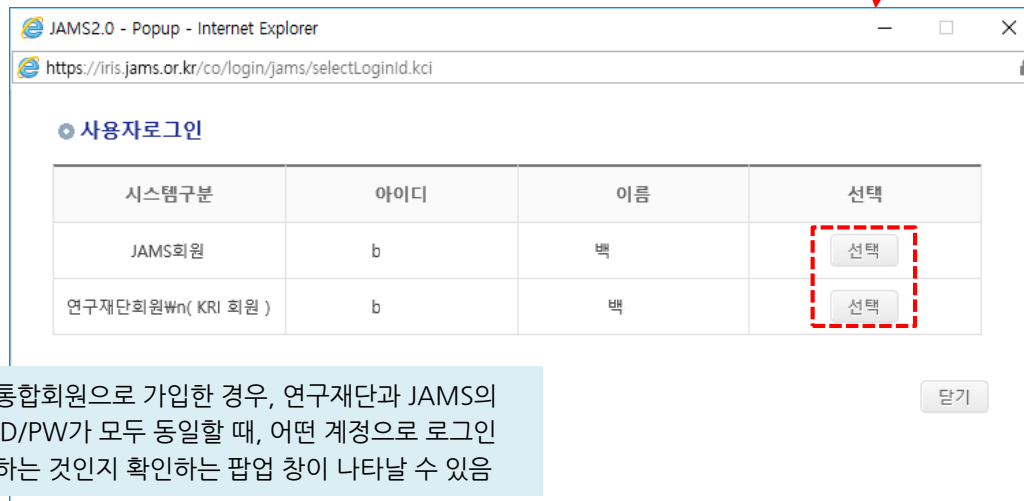 JAMS2.0 - Popup - Internet Explorer
https://iris.jams.or.kr/co/login/jams/selectLoginId.kci
사용자로그인
시스템구분 아이디 이름 선택
JAMS회원 b 백 선택
연구재단회원₩n( KRI 회원 ) b 백 선택
닫기
통합회원으로 가입한 경우, 연구재단과 JAMS의
D/PW가 모두 동일할 때, 어떤 계정으로 로그인
하는 것인지 확인하는 팝업 창이 나타날 수 있음